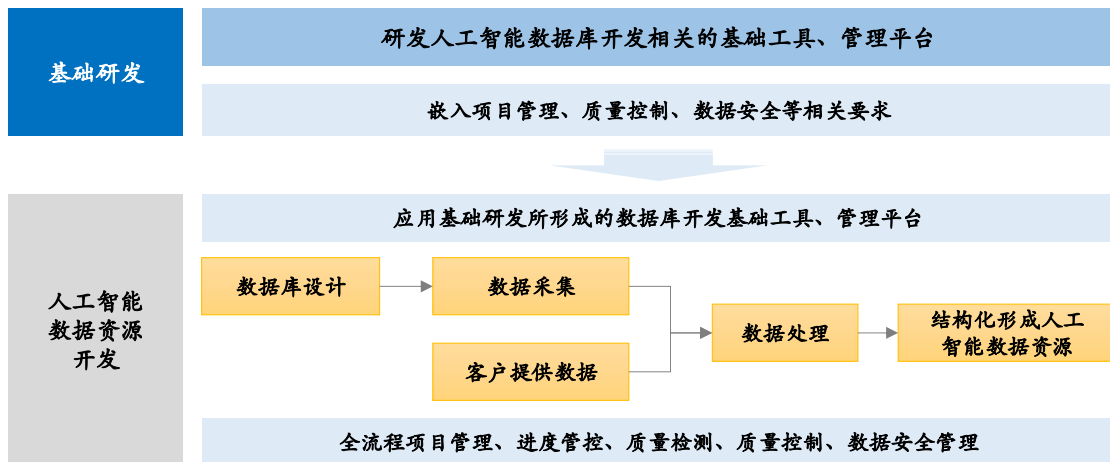 基础研发
研发人工智能数据库开发相关的基础工具、管理平台
嵌入项目管理、质量控制、数据安全等相关要求
人工智能
数据资源
开发
应用基础研发所形成的数据库开发基础工具、管理平台
数据库设计
数据采集
客户提供数据
数据处理
结构化形成人工
智能数据资源
全流程项目管理、进度管控、质量检测、质量控制、数据安全管理